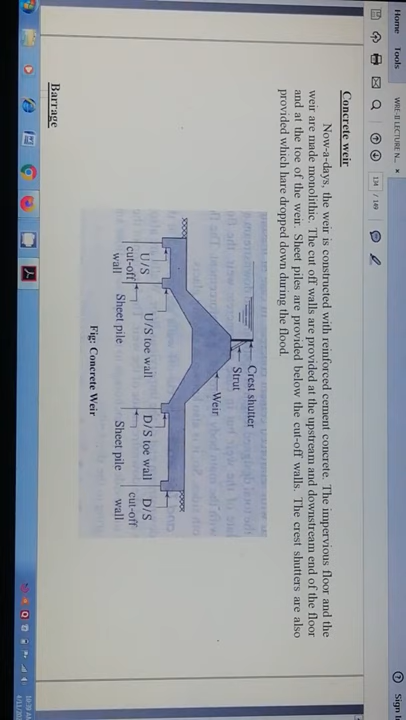 Home Tools
WRE-II LECTURE N... ×
Sign I
134 / 149
Concrete weir
Now-a-days, the weir is constructed with reinforced cement concrete. The impervious floor and the
weir are made monolithic. The cut off walls are provided at the upstream and downstream end of the floor
and at the toe of the weir. Sheet piles are provided below the cut-off walls. The crest shutters are also
provided which hare dropped down during the flood.
Crest shutter
Strut
Weir
U/S cut-off wall
U/S toe wall
D/S toe wall
D/S cut-off wall
Sheet pile
Sheet pile
Fig: Concrete Weir
Barrage
10:39 AM